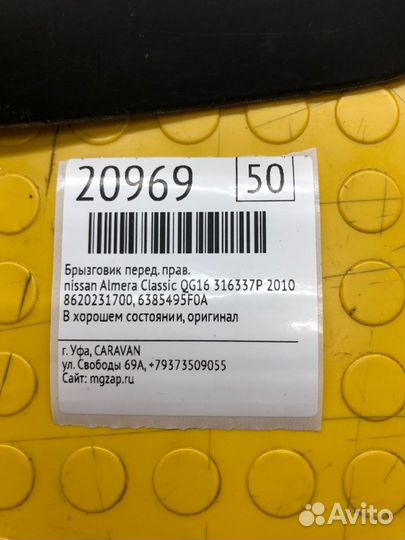 20969 50
Брызговик перед. прав.
nissan Almera Classic QG16 316337P 2010
8620231700, 6385495F0A
В хорошем состоянии, оригинал
г. Уфа, CARAVAN
ул. Свободы 69А, +79373509055
Сайт: mgzap.ru
Avito